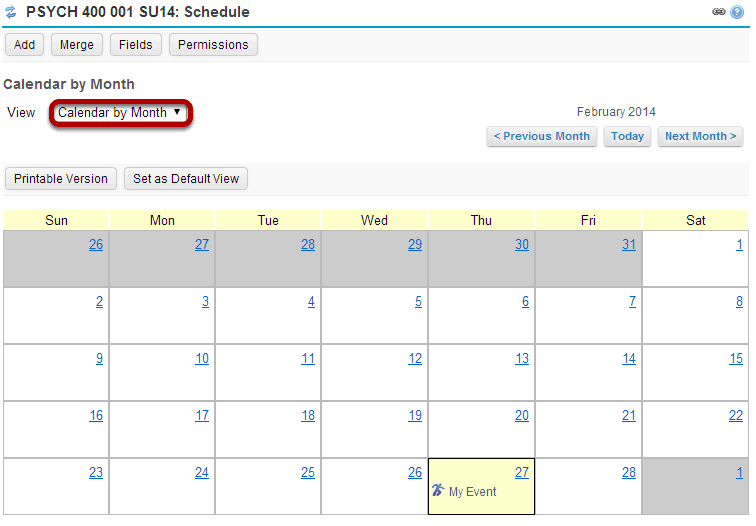 PSYCH 400 001 SU14: Schedule
Add Merge Fields Permissions
Calendar by Month
View Calendar by Month February 2014
< Previous Month Today Next Month >
Printable Version Set as Default View
Sun Mon Tue Wed Thu Fri Sat
26 27 28 29 30 31 1
2 3 4 5 6 7 8
9 10 11 12 13 14 15
16 17 18 19 20 21 22
23 24 25 26 27 28 1
My Event